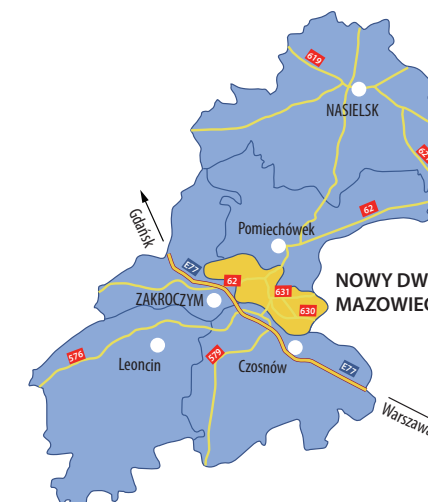 619
NASIELSK
62
62
Pomiechówek
Gdańsk
E77
62
NOWY DW
631
MAZOWIEC
ZAKROCZYM
630
576
Leoncin
579
Czosnów
E77
Warszawa